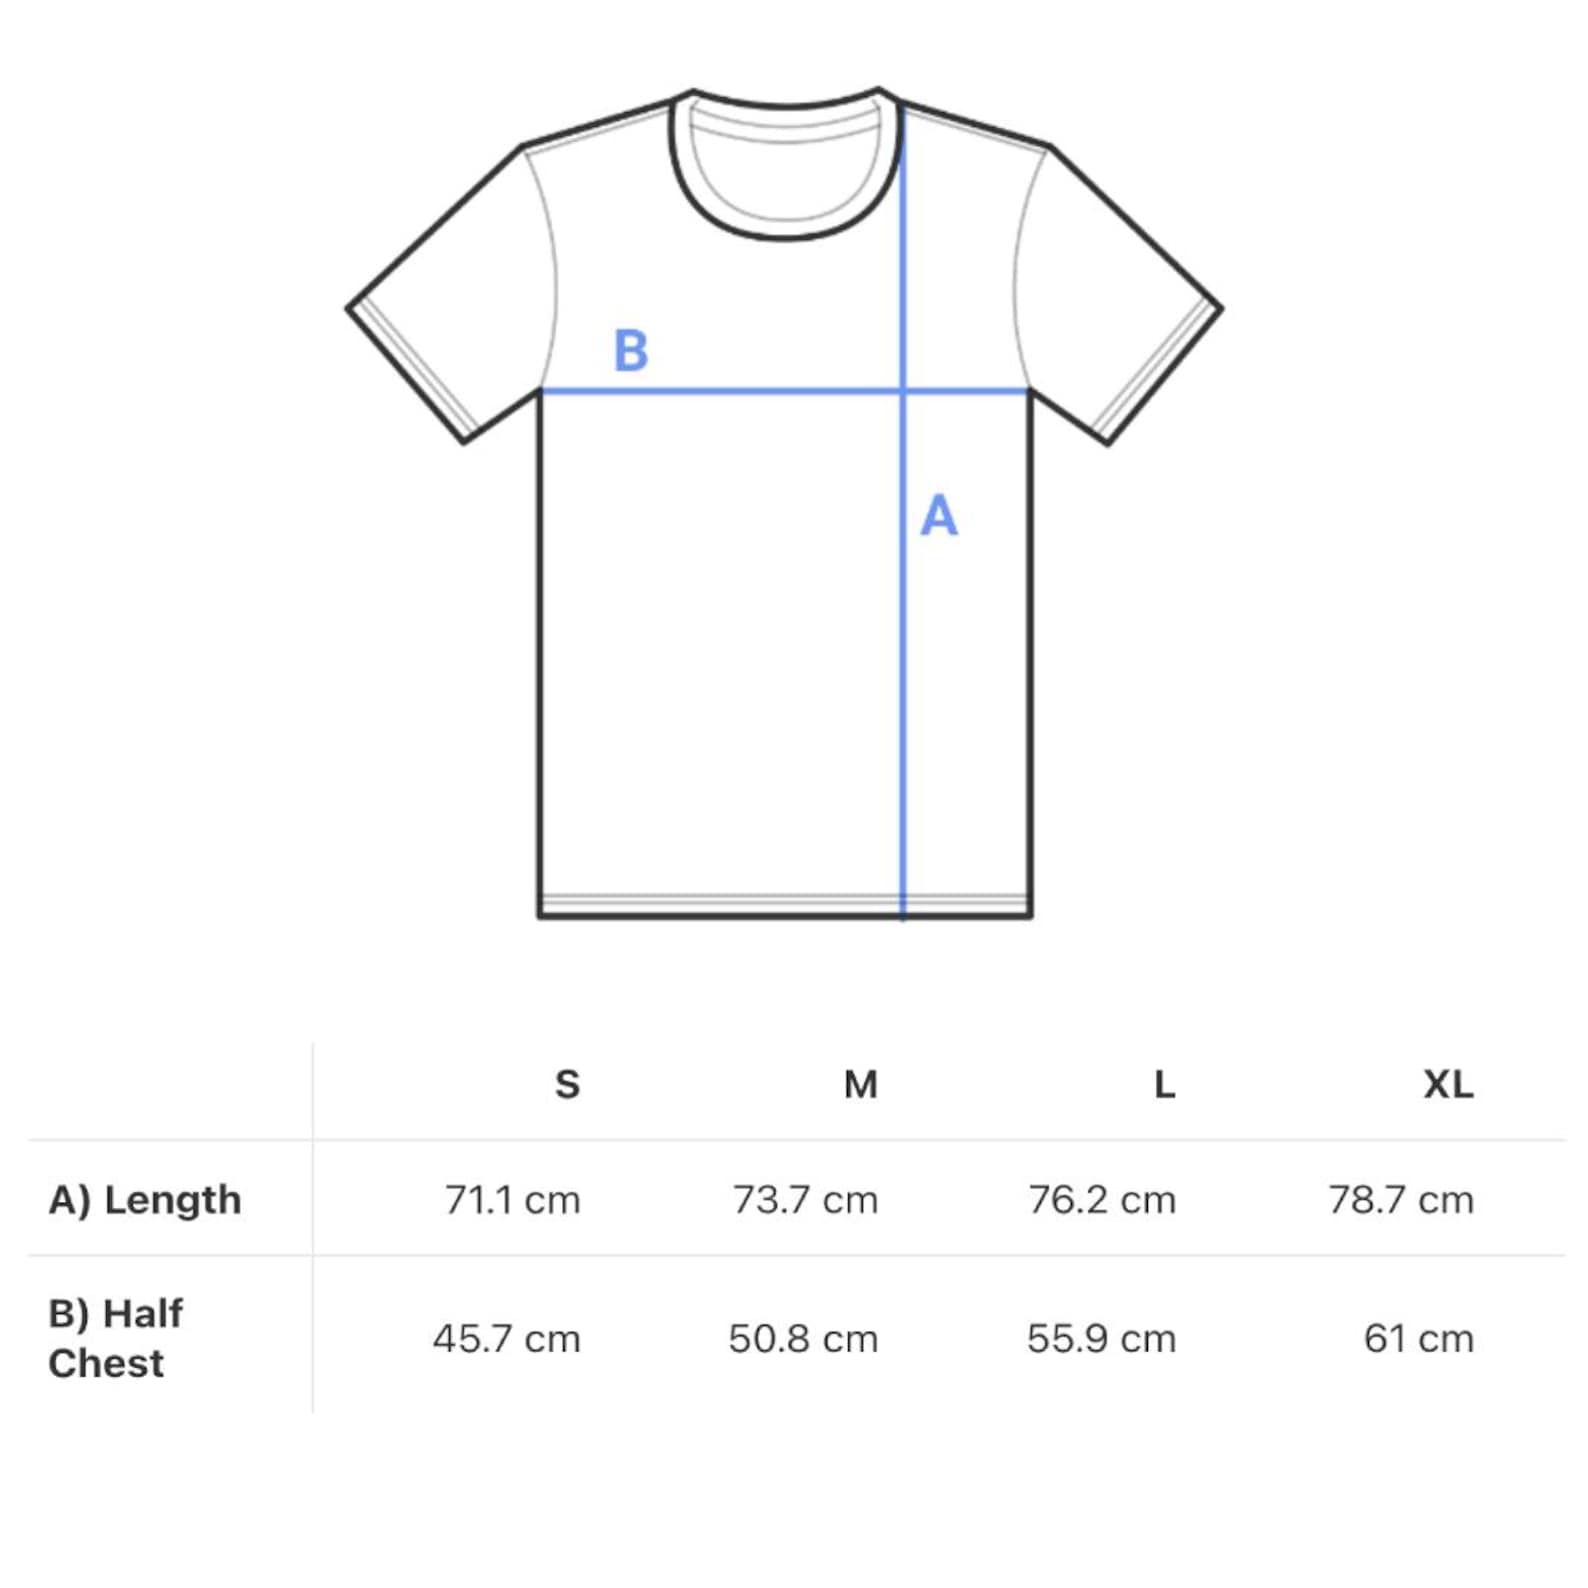 B
A
S M L XL
A) Length 71.1 cm 73.7 cm 76.2 cm 78.7 cm
B) Half
Chest 45.7 cm 50.8 cm 55.9 cm 61 cm